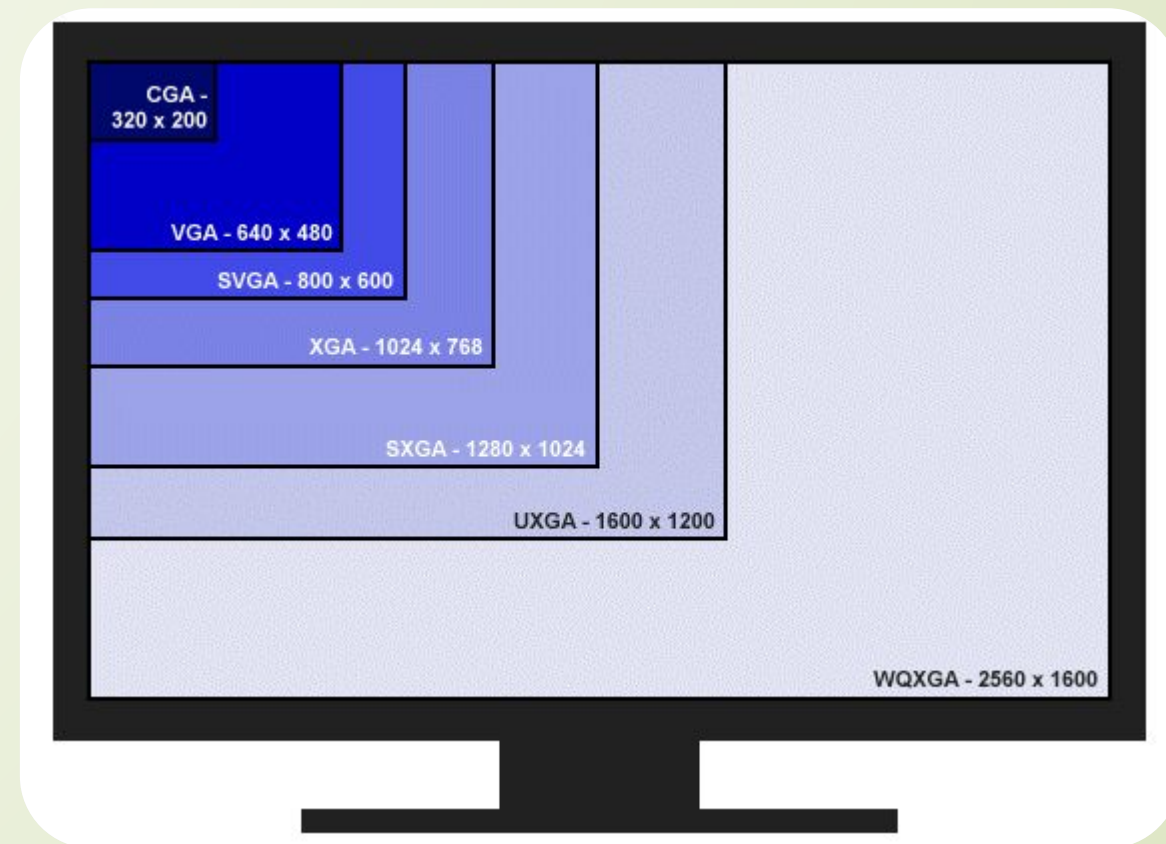 CGA -
320 x 200
VGA - 640 x 480
SVGA - 800 x 600
XGA - 1024 x 768
SXGA - 1280 x 1024
UXGA - 1600 x 1200
WQXGA - 2560 x 1600